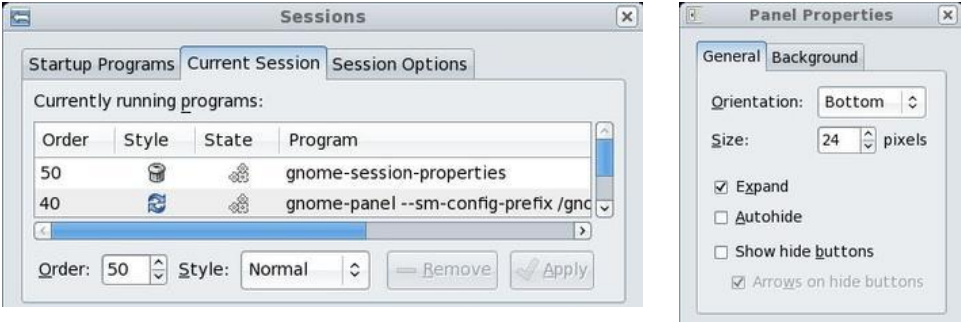 Sessions
Startup Programs Current Session Session Options
Currently running programs:
Order Style State Program
50 gnome-session-properties
40 gnome-panel --sm-config-prefix /gnc
Order: 50 Style: Normal Remove Apply
Panel Properties
General Background
Orientation: Bottom
Size: 24 pixels
Expand
Autohide
Show hide buttons
Arrows on hide buttons